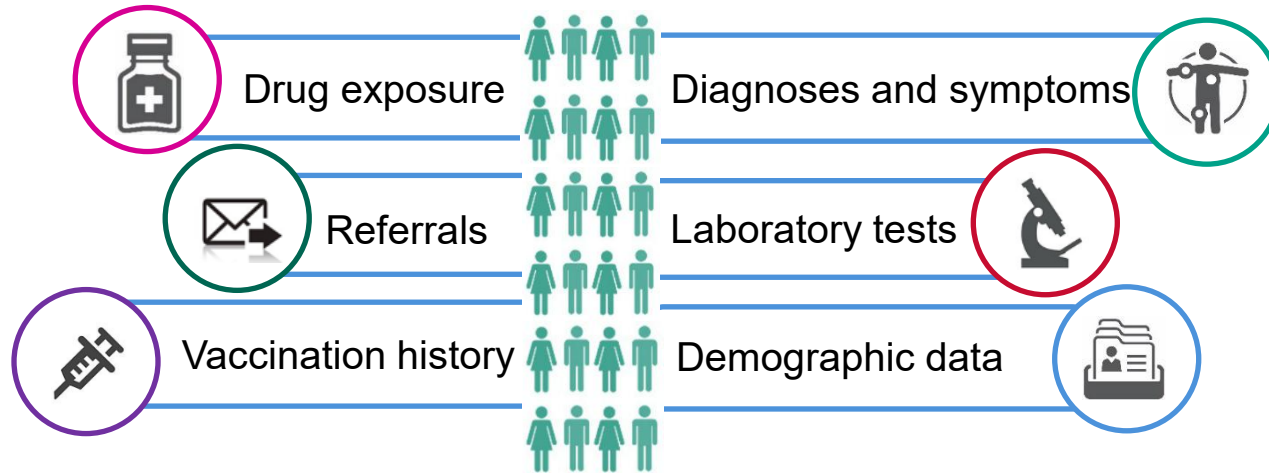 Drug exposure
Diagnoses and symptoms
Referrals
Laboratory tests
Vaccination history
Demographic data